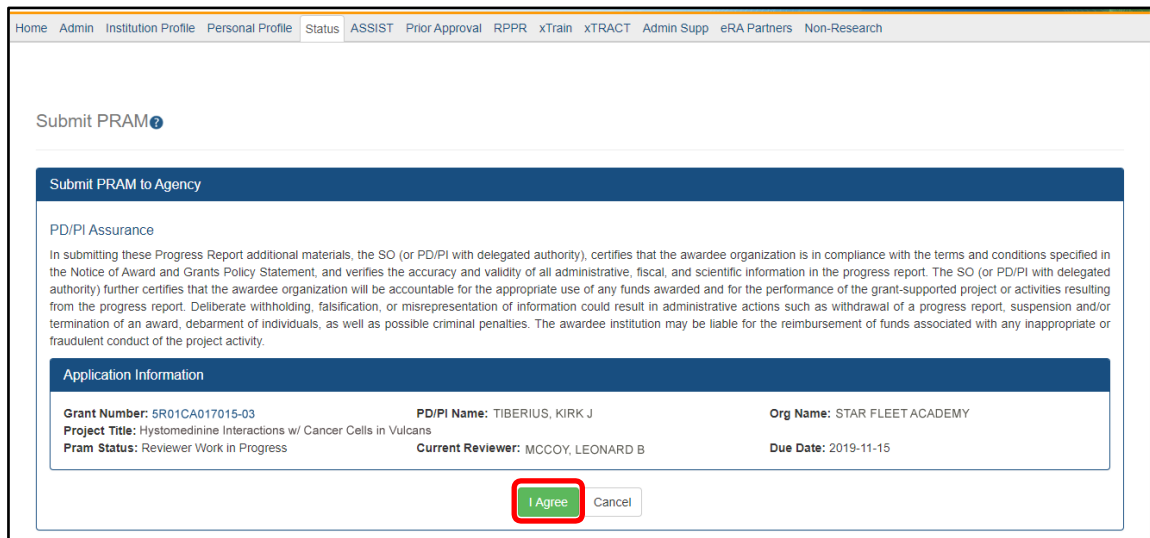 Home Admin Institution Profile Personal Profile Status ASSIST Prior Approval RPPR xTrain xTRACT Admin Supp eRA Partners Non-Research
Submit PRAM?
Submit PRAM to Agency
PD/PI Assurance
In submitting these Progress Report additional materials, the SO (or PD/PI with delegated authority), certifies that the awardee organization is in compliance with the terms and conditions specified in
the Notice of Award and Grants Policy Statement, and verifies the accuracy and validity of all administrative, fiscal, and scientific information in the progress report. The SO (or PD/PI with delegated
authority) further certifies that the awardee organization will be accountable for the appropriate use of any funds awarded and for the performance of the grant-supported project or activities resulting
from the progress report. Deliberate withholding, falsification, or misrepresentation of information could result in administrative actions such as withdrawal of a progress report, suspension and/or
termination of an award, debarment of individuals, as well as possible criminal penalties. The awardee institution may be liable for the reimbursement of funds associated with any inappropriate or
fraudulent conduct of the project activity.
Application Information
Grant Number: 5R01CA017015-03 PD/PI Name: TIBERIUS, KIRK J Org Name: STAR FLEET ACADEMY
Project Title: Hystomedinine Interactions w/ Cancer Cells in Vulcans
Pram Status: Reviewer Work in Progress Current Reviewer: MCCOY, LEONARD B Due Date: 2019-11-15
I Agree Cancel